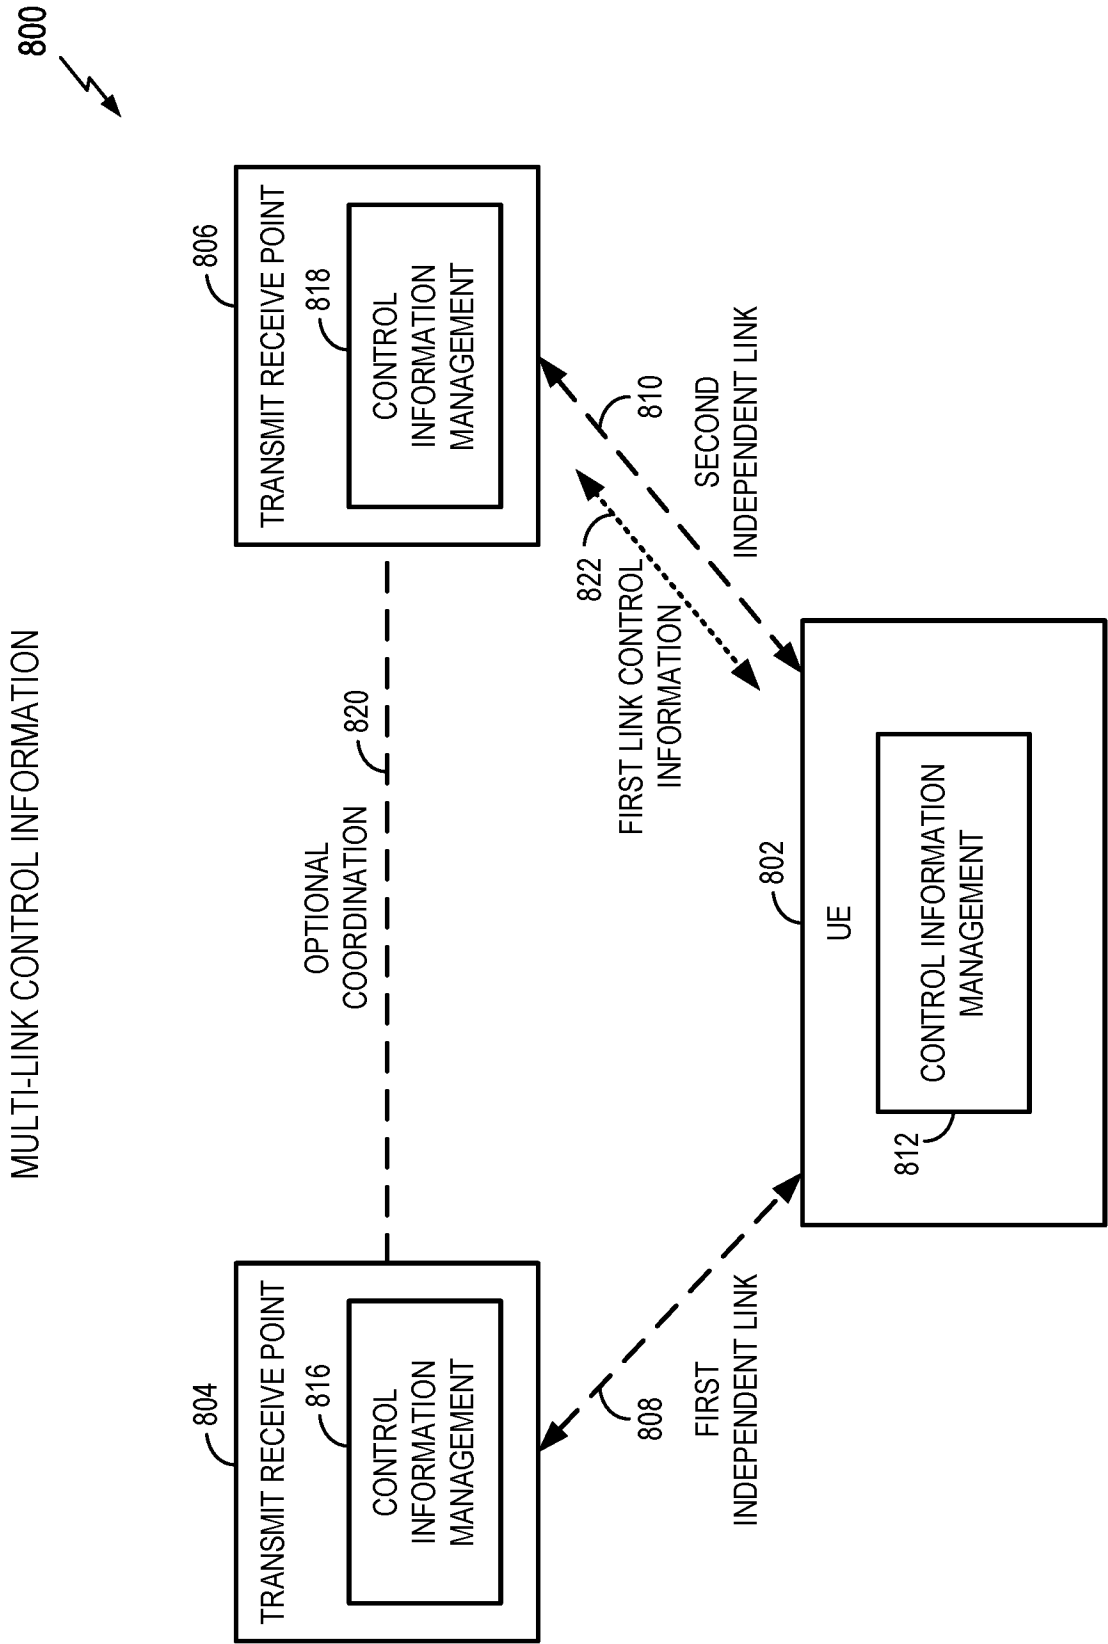 MULTI-LINK CONTROL INFORMATION
800
804
TRANSMIT RECEIVE POINT
816
CONTROL
INFORMATION
MANAGEMENT
OPTIONAL
COORDINATION
820
806
TRANSMIT RECEIVE POINT
818
CONTROL
INFORMATION
MANAGEMENT
808
FIRST
INDEPENDENT LINK
822
FIRST LINK CONTROL
INFORMATION
810
SECOND
INDEPENDENT LINK
802
UE
812
CONTROL INFORMATION
MANAGEMENT